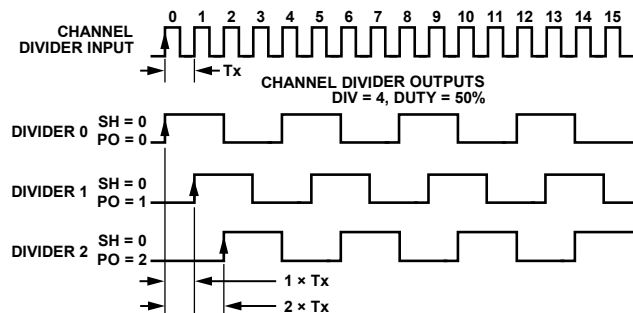 0 1 2 3 4 5 6 7 8 9 10 11 12 13 14 15
CHANNEL
DIVIDER INPUT
Tx
CHANNEL DIVIDER OUTPUTS
DIV = 4, DUTY = 50%
DIVIDER 0 SH = 0
PO = 0
DIVIDER 1 SH = 0
PO = 1
DIVIDER 2 SH = 0
PO = 2
1 × Tx
2 × Tx